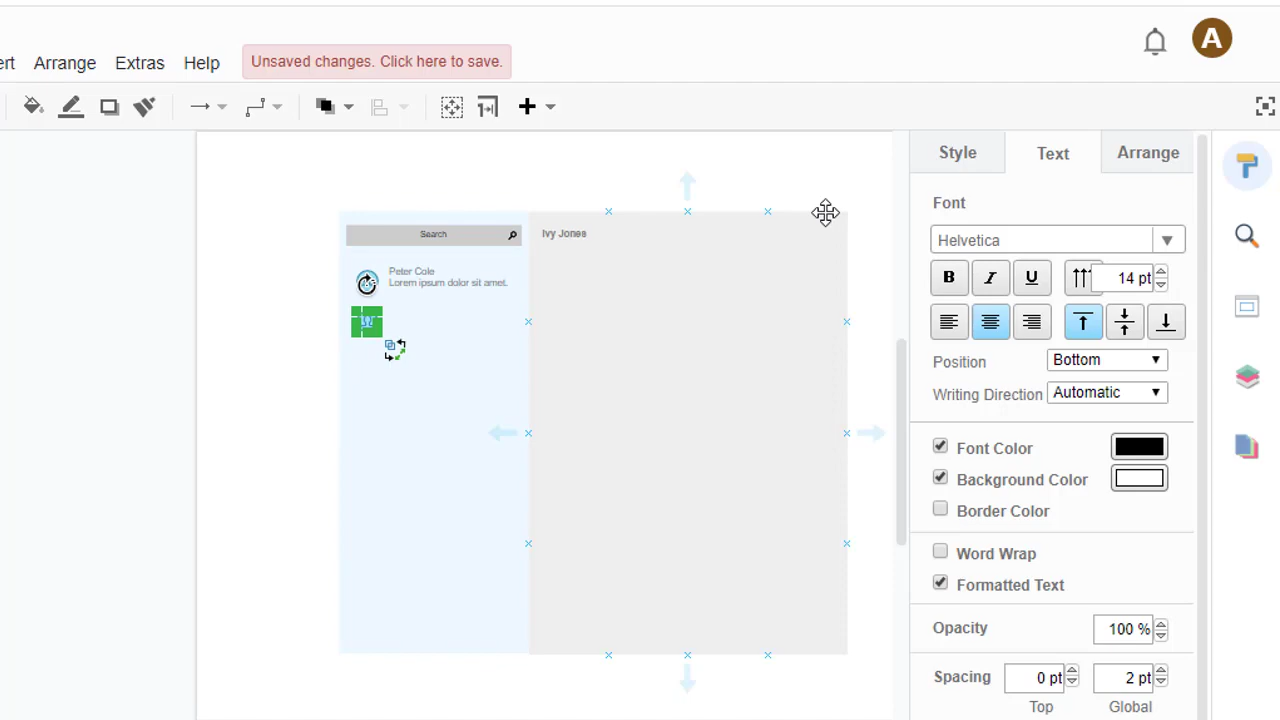 ert Arrange Extras Help Unsaved changes. Click here to save.
A
Style Text Arrange
Font
Helvetica
B I U 14 pt
Position Bottom
Writing Direction Automatic
Font Color
Background Color
Border Color
Word Wrap
Formatted Text
Opacity 100 %
Spacing 0 pt 2 pt
Top Global
Search
Ivy Jones
Peter Cole
Lorem ipsum dolor sit amet.